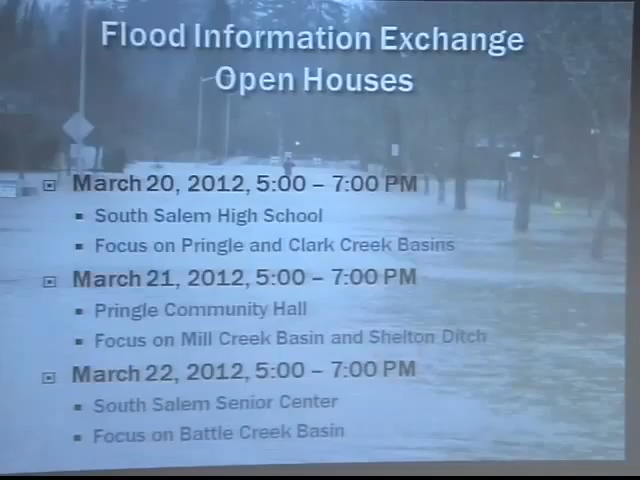 Flood Information Exchange
Open Houses
March 20, 2012, 5:00 – 7:00 PM
South Salem High School
Focus on Pringle and Clark Creek Basins
March 21, 2012, 5:00 – 7:00 PM
Pringle Community Hall
Focus on Mill Creek Basin and Shelton Ditch
March 22, 2012, 5:00 – 7:00 PM
South Salem Senior Center
Focus on Battle Creek Basin